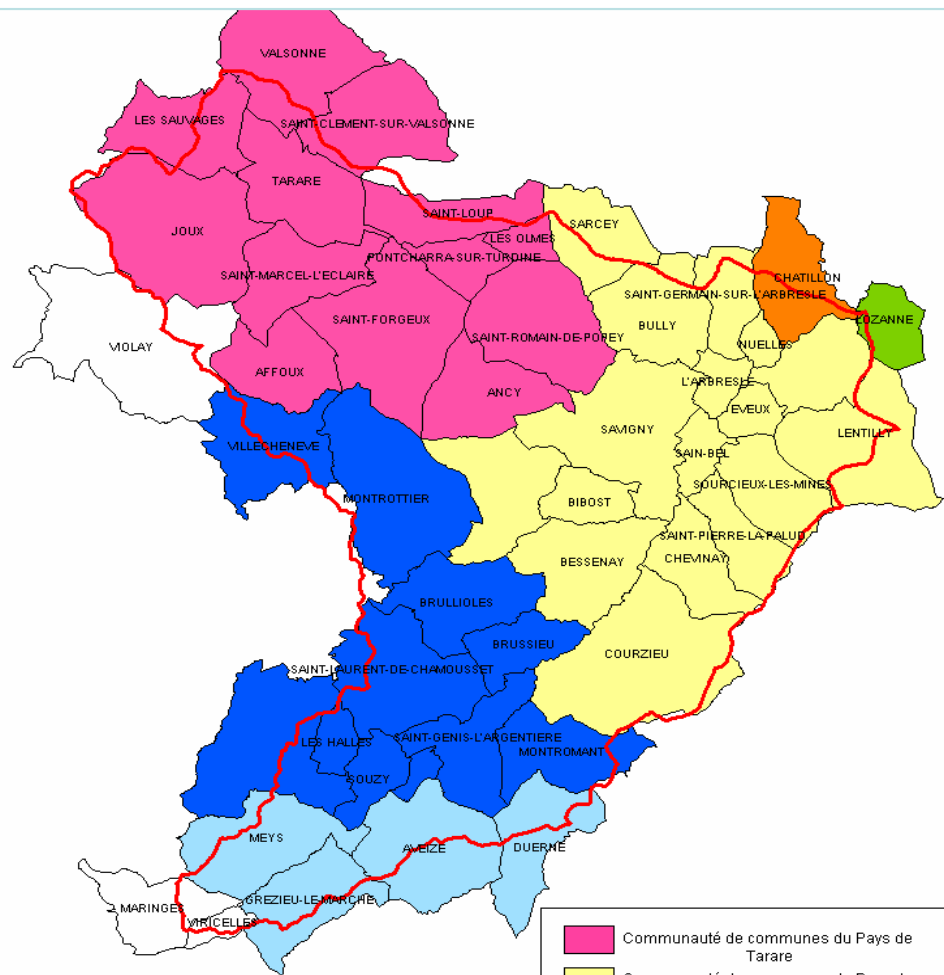 VALSONNE
LES SAUVAGES
SAINT-CLEMENT-SUR-VALSONNE
TARARE
SAINT-LOUP
SARCEY
JOUX
LES OLMES
PONTCHARRA-SUR-TURDINE
SAINT-MARCEL-L'ECLAIRE
CHATILLON
SAINT-GERMAIN-SUR-L'ARBRESLE
SAINT-FORGEUX
LOZANNE
BULLY
SAINT-ROMAIN-DE-POPEY
VIOLAY
NUELLES
AFFOUX
L'ARBRESLE
ANCY
EVEUX
SAVIGNY
LENTILLY
VILLECHENEVE
SAIN-BEL
SOURCIEUX-LES-MINES
MONTROTTIER
BIBOST
SAINT-PIERRE-LA-PALUD
BESSENAY
CHEVINAY
BRULLIOLES
BRUSSIEU
COURZIEU
SAINT-LAURENT-DE-CHAMOUSSET
SAINT-GENIS-L'ARGENTIERE
LES HALLES
MONTROMANT
SOUZY
MEYS
AVEIZE
DUERNE
GREZIEU-LE-MARCHE
MARINGES
VIRICELLES
Communauté de communes du Pays de
Tarare